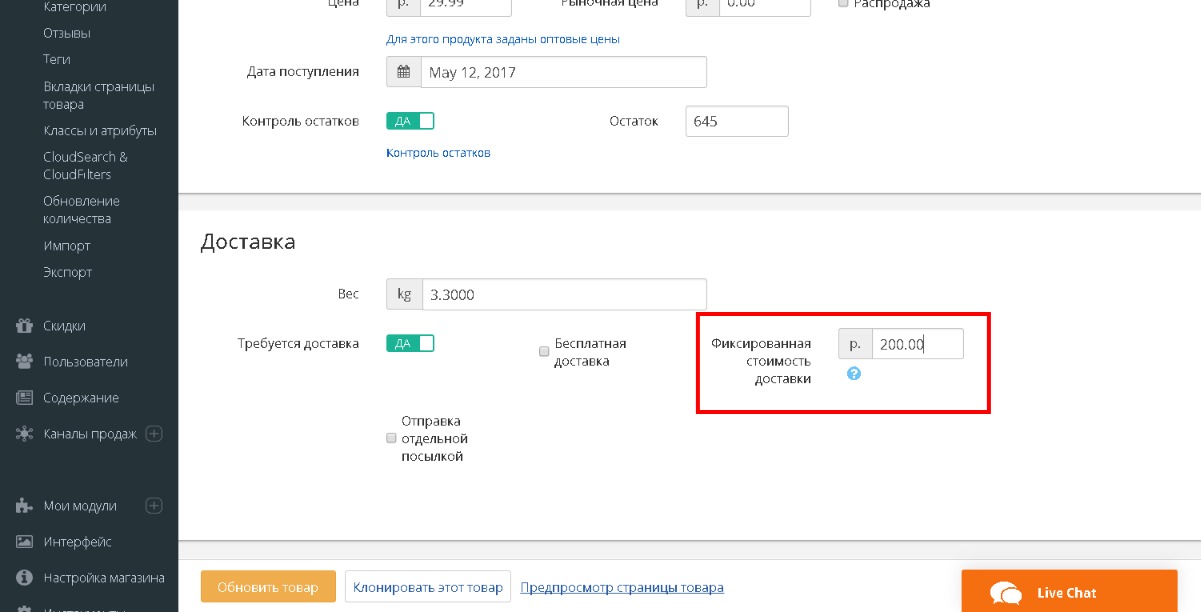 Категории
Отзывы
Теги
Вкладки страницы
товара
Классы и атрибуты
CloudSearch &
CloudFilters
Обновление
количества
Импорт
Экспорт
Скидки
Пользователи
Содержание
Каналы продаж
Мои модули
Интерфейс
Настройка магазина
Инструменты
Цена р. 29.99 Рыночная цена р. 0.00 Распродажа
Для этого продукта заданы оптовые цены
Дата поступления May 12, 2017
Контроль остатков ДА Остаток 645
Контроль остатков
Доставка
Вес kg 3.3000
Требуется доставка ДА
Бесплатная
доставка
Фиксированная
стоимость
доставки
р. 200.00
?
Отправка
отдельной
посылкой
Обновить товар Клонировать этот товар Предпросмотр страницы товара
Live Chat